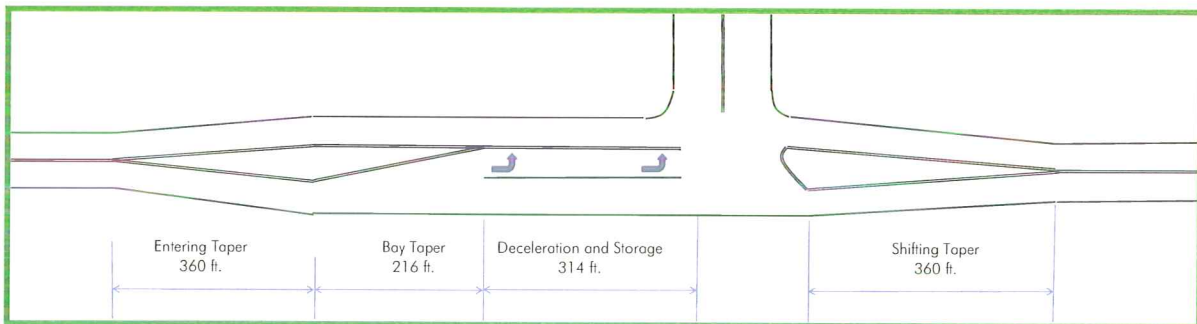 Entering Taper
360 ft.
Bay Taper
216 ft.
Deceleration and Storage
314 ft.
Shifting Taper
360 ft.